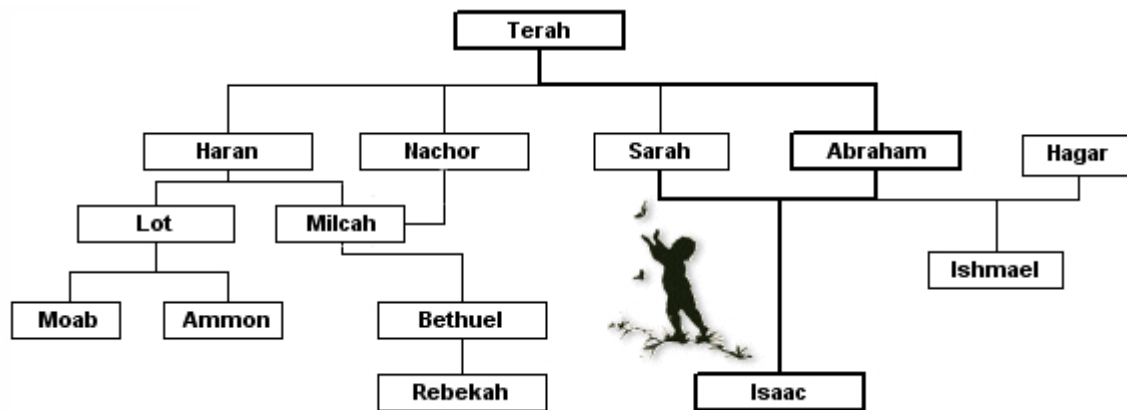 Terah
Haran
Nachor
Sarah
Abraham
Hagar
Lot
Milcah
Ishmael
Moab
Ammon
Bethuel
Rebekah
Isaac